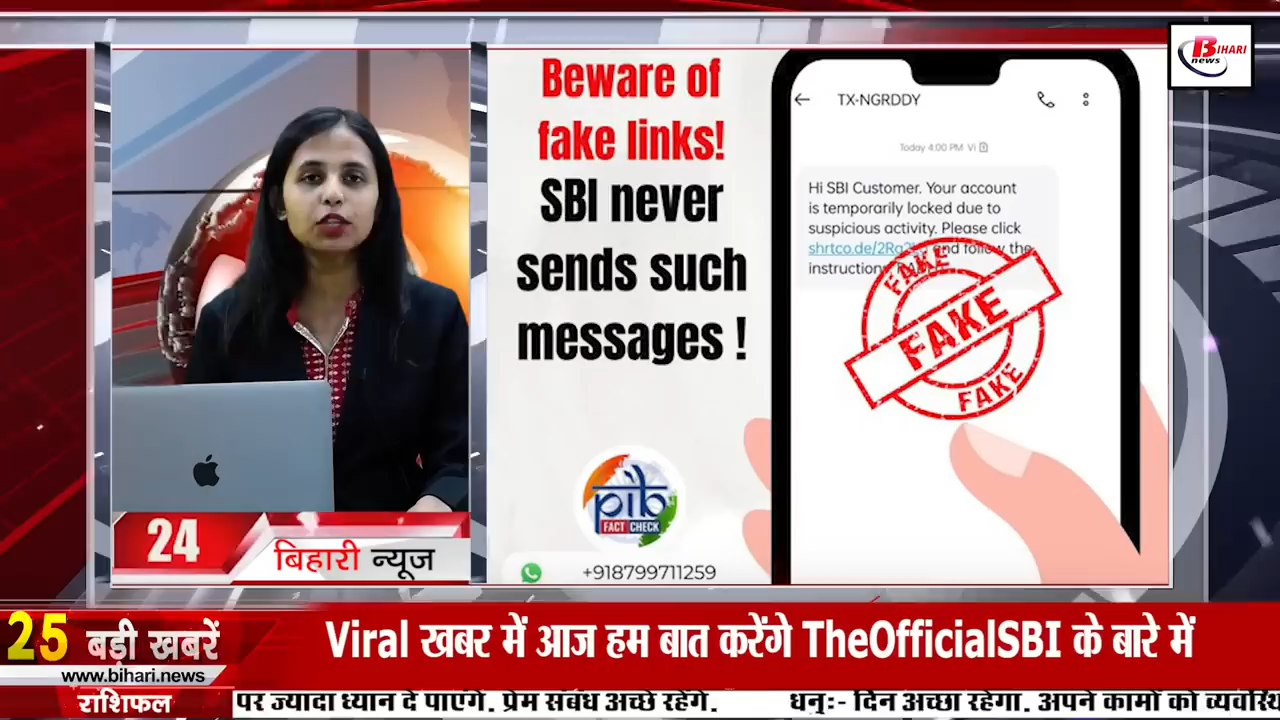 BIHARI
news
Beware of
fake links!
SBI never
sends such
messages !
TX-NGRDDY
Today 4:00 PM Vi
Hi SBI Customer. Your account
is temporarily locked due to
suspicious activity. Please click
and follow the
FAKE
FAKE
FAKE
pib
FACT CHECK
+918799711259
24
बिहारी न्यूज
25 बड़ी खबरें
www.bihari.news
Viral खबर में आज हम बात करेंगे TheOfficialSBI के बारे में
राशिफल
पर ज्यादा ध्यान दे पाएंगे. प्रेम संबंध अच्छे रहेंगे. धनुः- दिन अच्छा रहेगा. अपने कामों को